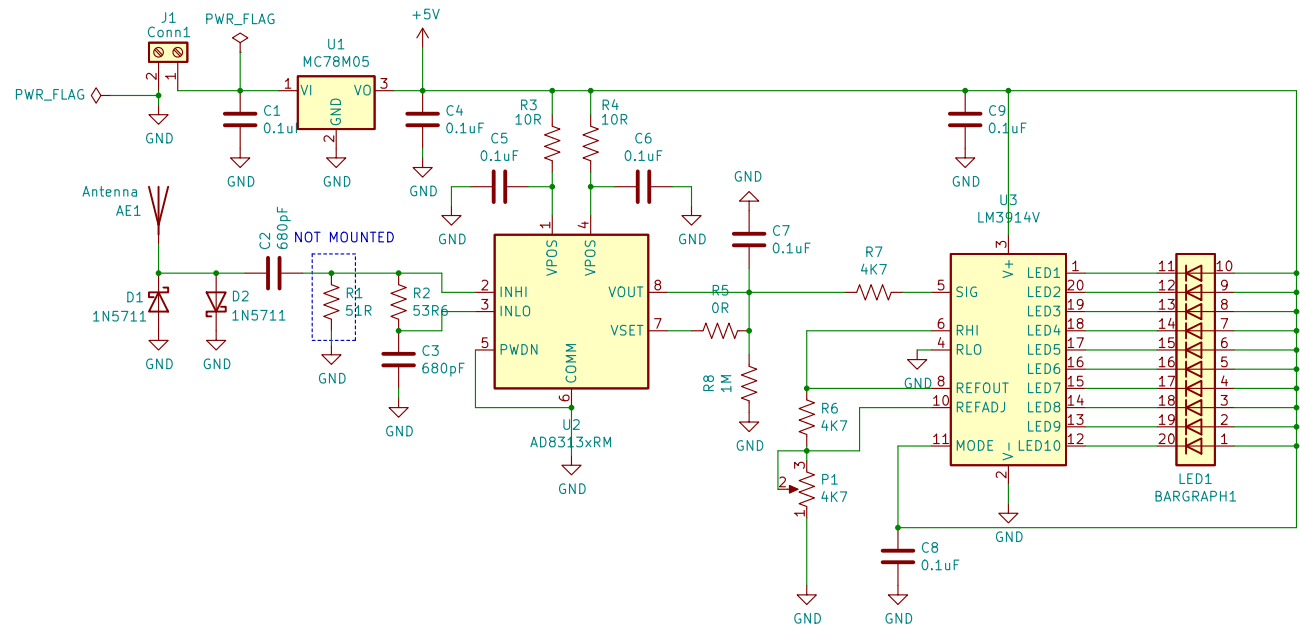 J1
Conn1
2
1
PWR_FLAG
PWR_FLAG
GND
C1
0.1uF
GND
U1
MC78M05
1
VI
VO
3
GND
2
GND
+5V
C4
0.1uF
GND
R3
10R
R4
10R
C5
0.1uF
GND
C6
0.1uF
GND
C9
0.1uF
GND
Antenna
AE1
C2
680pF
NOT MOUNTED
D1
1N5711
GND
D2
1N5711
GND
R1
51R
GND
R2
53R6
C3
680pF
GND
1
VPOS
4
VPOS
2
INHI
3
INLO
5
PWDN
COMM
6
VOUT
8
VSET
7
U2
AD8313xRM
GND
GND
C7
0.1uF
R5
0R
R8
1M
GND
R7
4K7
R6
4K7
3
2
1
P1
4K7
GND
U3
LM3914V
3
V+
5
SIG
6
RHI
4
RLO
GND
8
REFOUT
10
REFADJ
11
MODE
V-
2
GND
LED1
1
LED2
20
LED3
19
LED4
18
LED5
17
LED6
16
LED7
15
LED8
14
LED9
13
LED10
12
11
10
12
9
13
8
14
7
15
6
16
5
17
4
18
3
19
2
20
1
LED1
BARGRAPH1
C8
0.1uF
GND